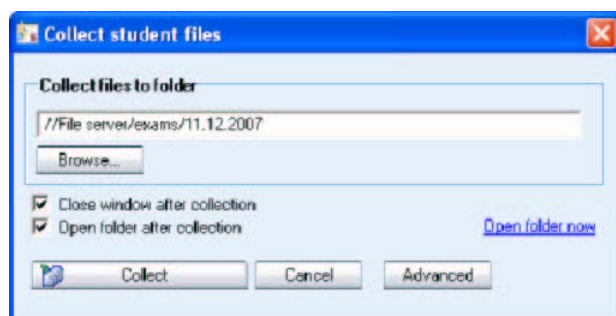 Collect student files
Collect files to folder
//File server/exams/11.12.2007
Browse...
Close window after collection
Open folder after collection
Open folder now
Collect Cancel Advanced